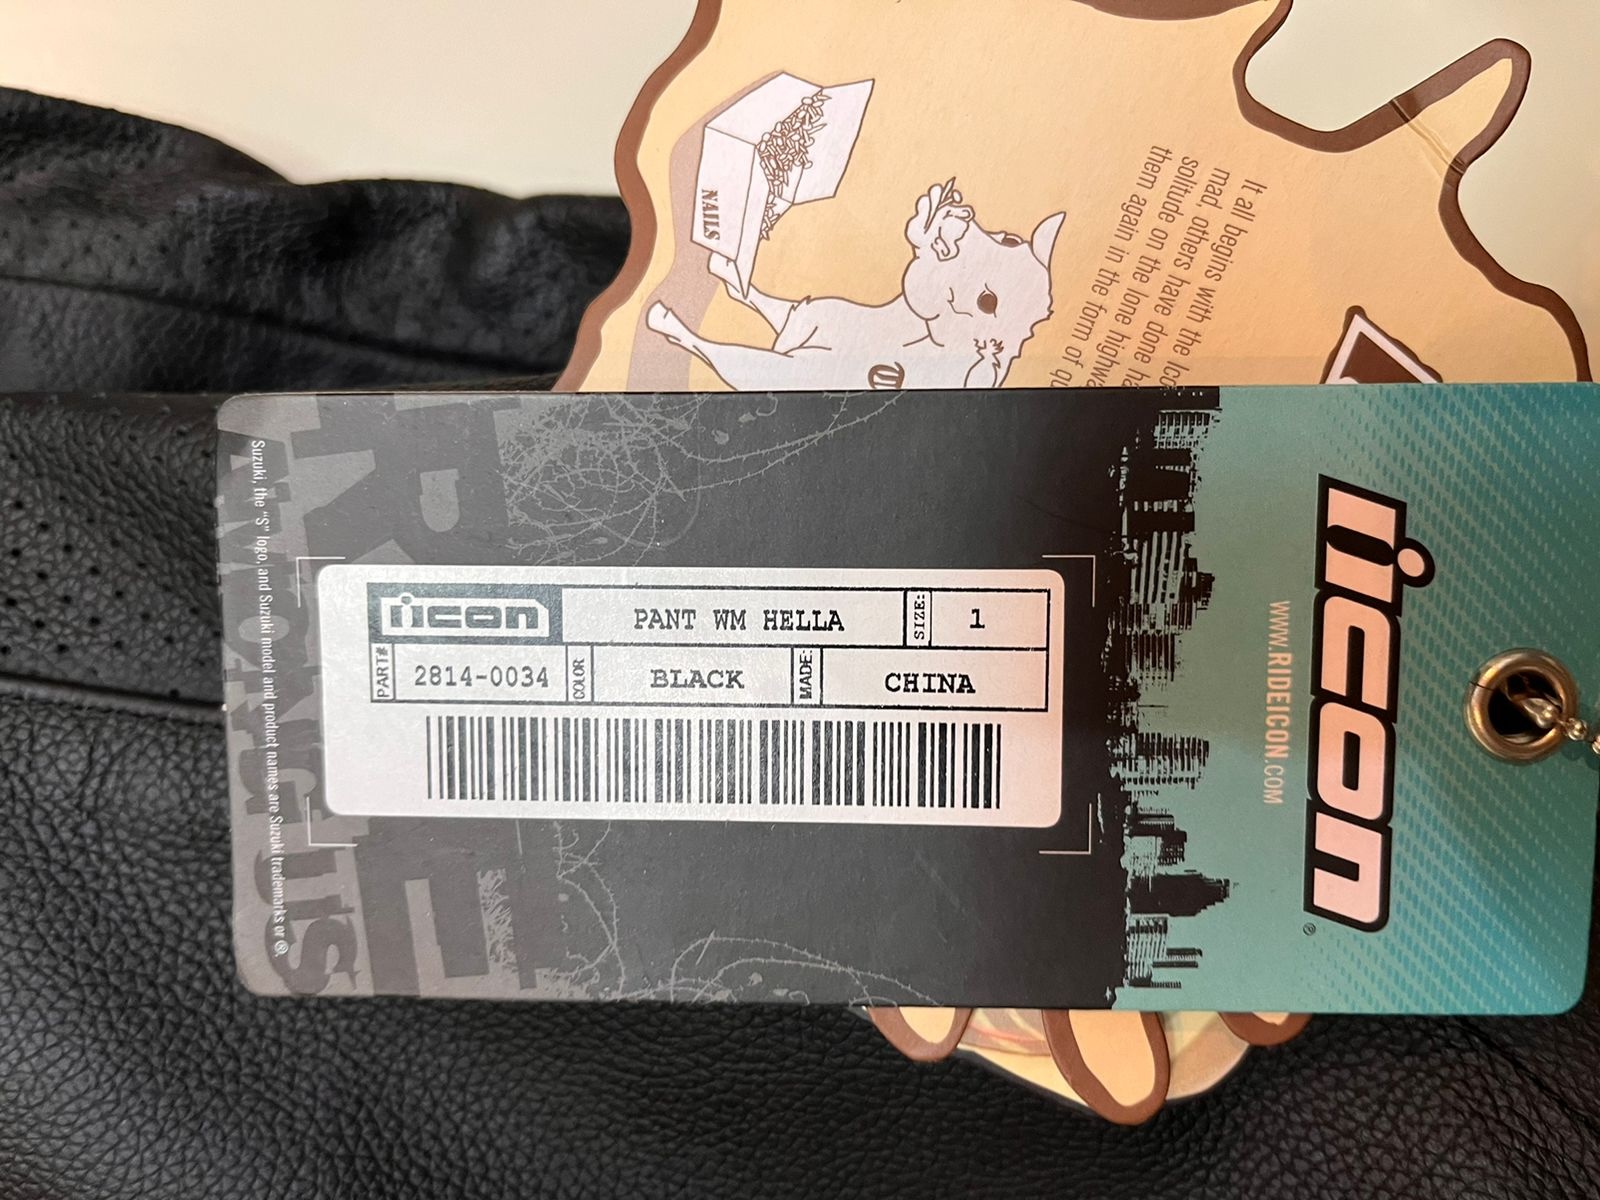 icon
PANT WM HELLA
SIZE:
1
PART#
2814-0034
COLOR
BLACK
MADE:
CHINA
icon
®
WWW.RIDEICON.COM
Suzuki, the "S" logo, and Suzuki model and product names are Suzuki trademarks or ®.
NAILS
It all begins with the
mad, others have done
solitude on the lone
them again in the form of